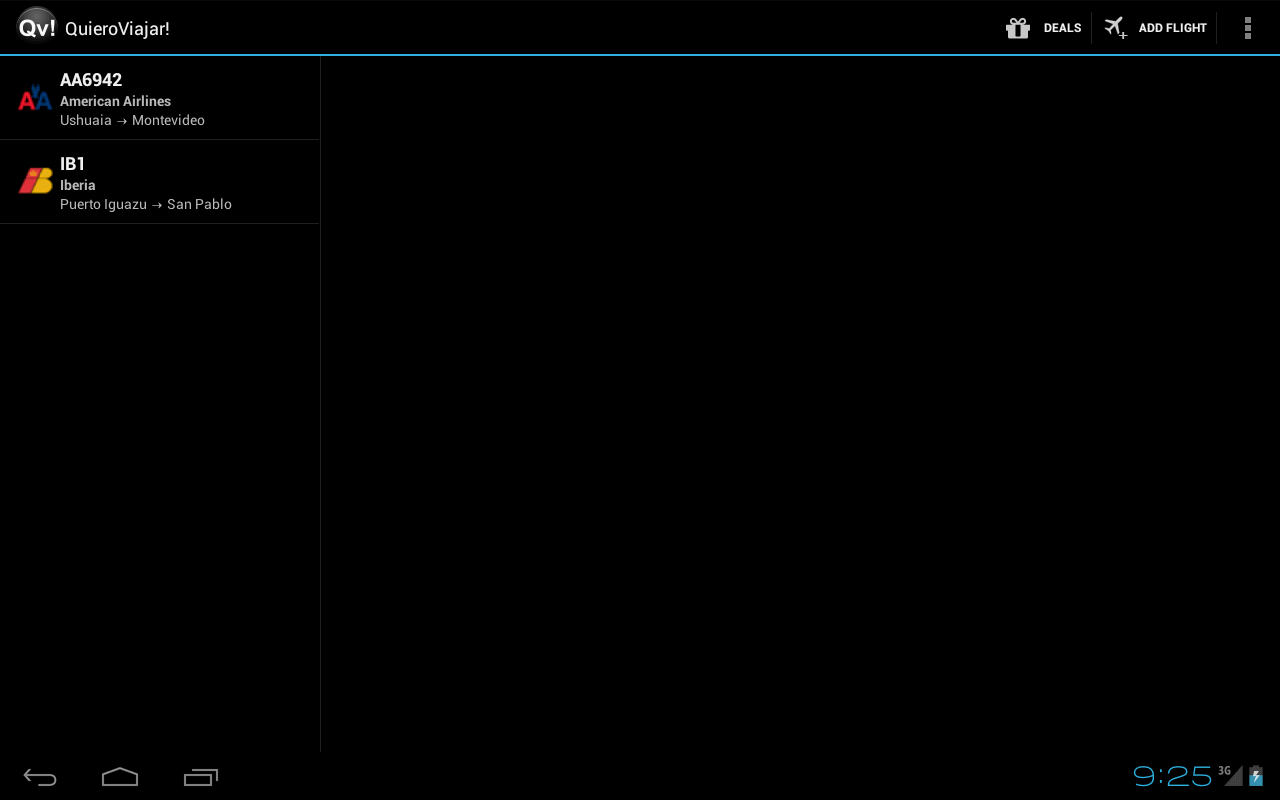 Qv! QuieroViajar!
DEALS
ADD FLIGHT
AA6942
American Airlines
Ushuaia → Montevideo
IB1
Iberia
Puerto Iguazu → San Pablo
9:25
3G